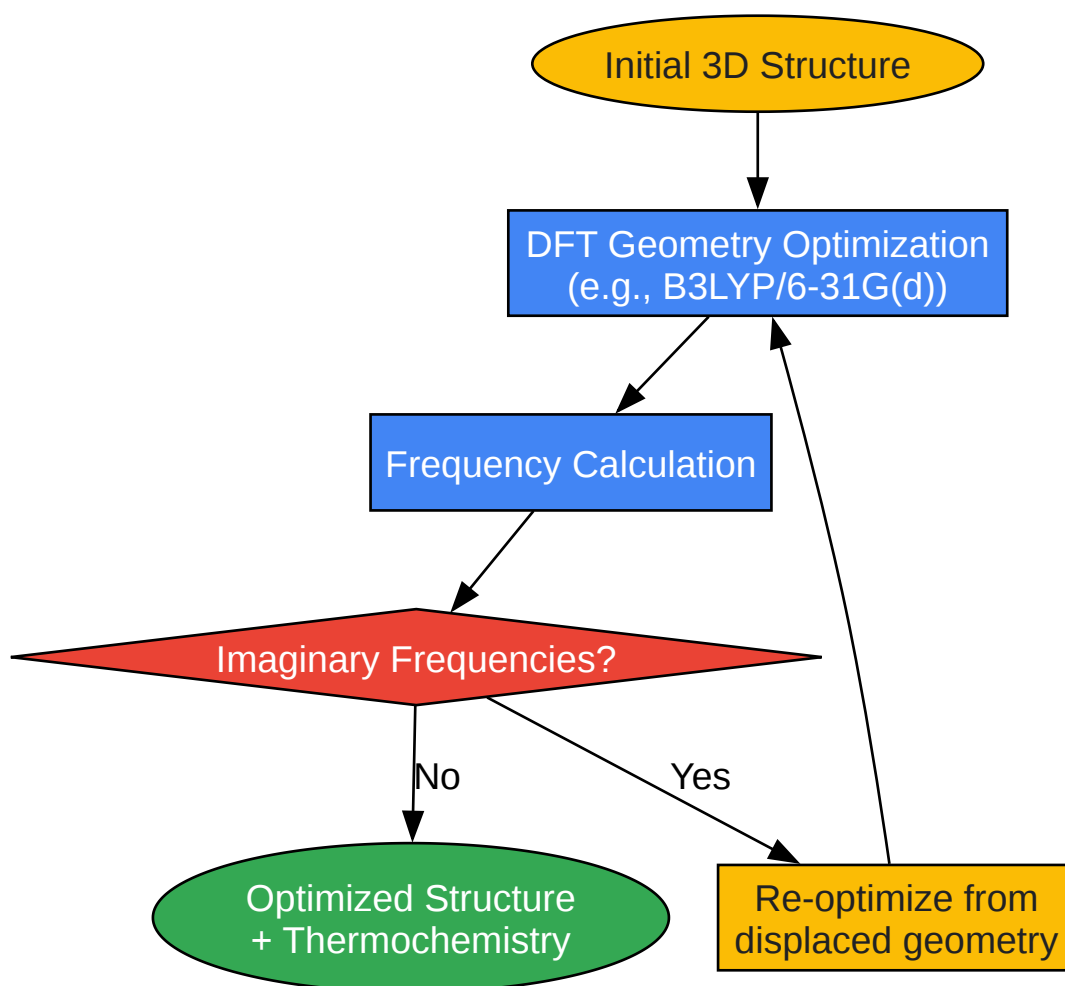 Initial 3D Structure
DFT Geometry Optimization
(e.g., B3LYP/6-31G(d))
Frequency Calculation
Imaginary Frequencies?
No
Yes
Optimized Structure
+ Thermochemistry
Re-optimize from
displaced geometry